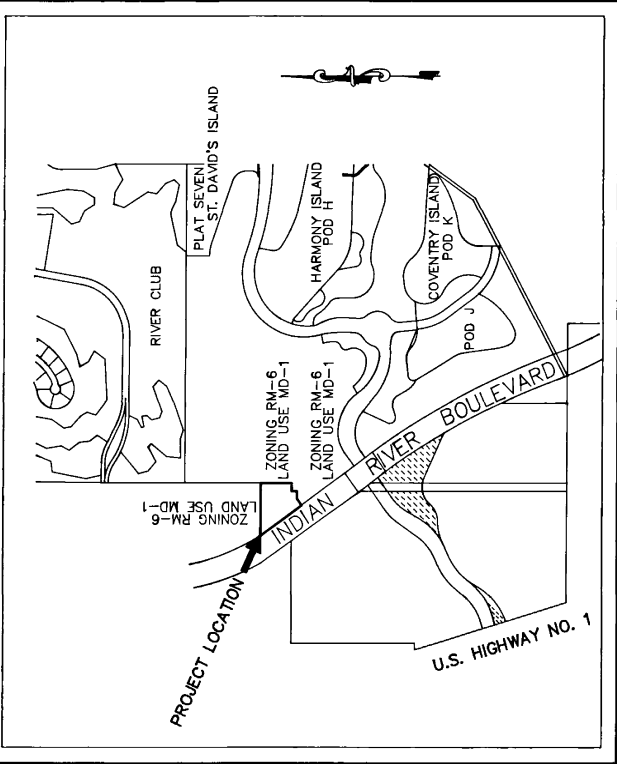 PLAT SEVEN
ST. DAVID'S ISLAND
RIVER CLUB
HARMONY ISLAND
POD H
COVENTRY ISLAND
POD K
POD J
ZONING RM-6
LAND USE MD-1
ZONING RM-6
LAND USE MD-1
ZONING RM-6
LAND USE MD-1
INDIAN RIVER BOULEVARD
PROJECT LOCATION
U.S. HIGHWAY NO. 1